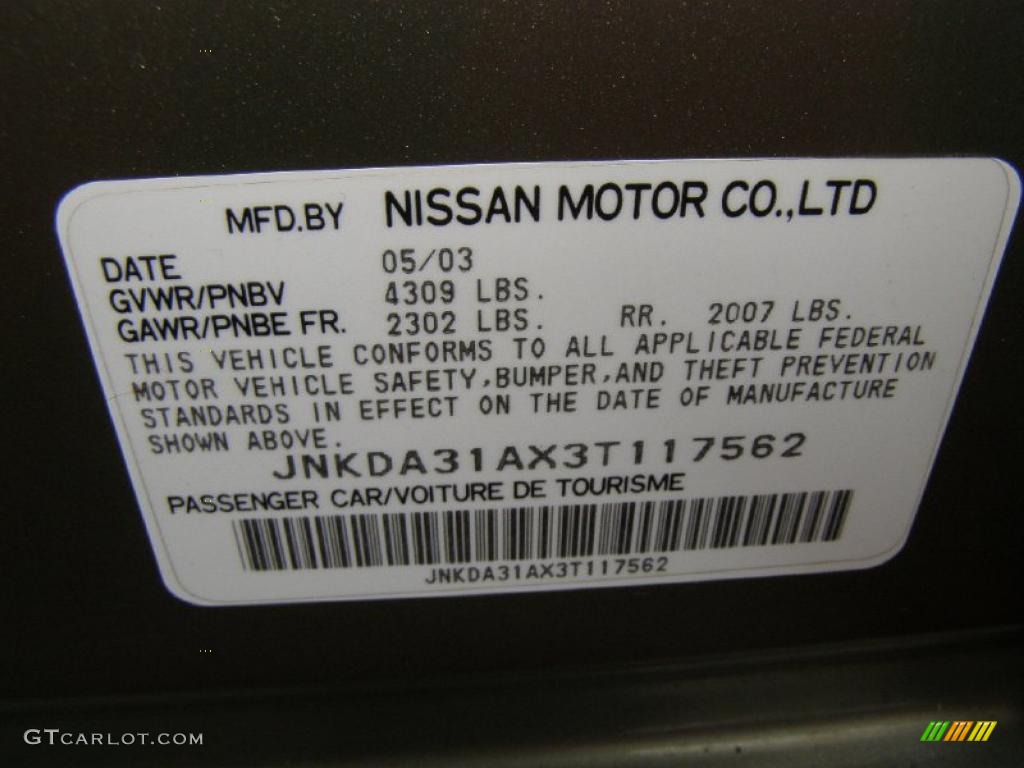 MFD.BY NISSAN MOTOR CO.,LTD
DATE 05/03
GVWR/PNBV 4309 LBS.
GAWR/PNBE FR. 2302 LBS. RR. 2007 LBS.
THIS VEHICLE CONFORMS TO ALL APPLICABLE FEDERAL
MOTOR VEHICLE SAFETY,BUMPER,AND THEFT PREVENTION
STANDARDS IN EFFECT ON THE DATE OF MANUFACTURE
SHOWN ABOVE.
JNKDA31AX3T117562
PASSENGER CAR/VOITURE DE TOURISME
JNKDA31AX3T117562
GTCARLOT.COM